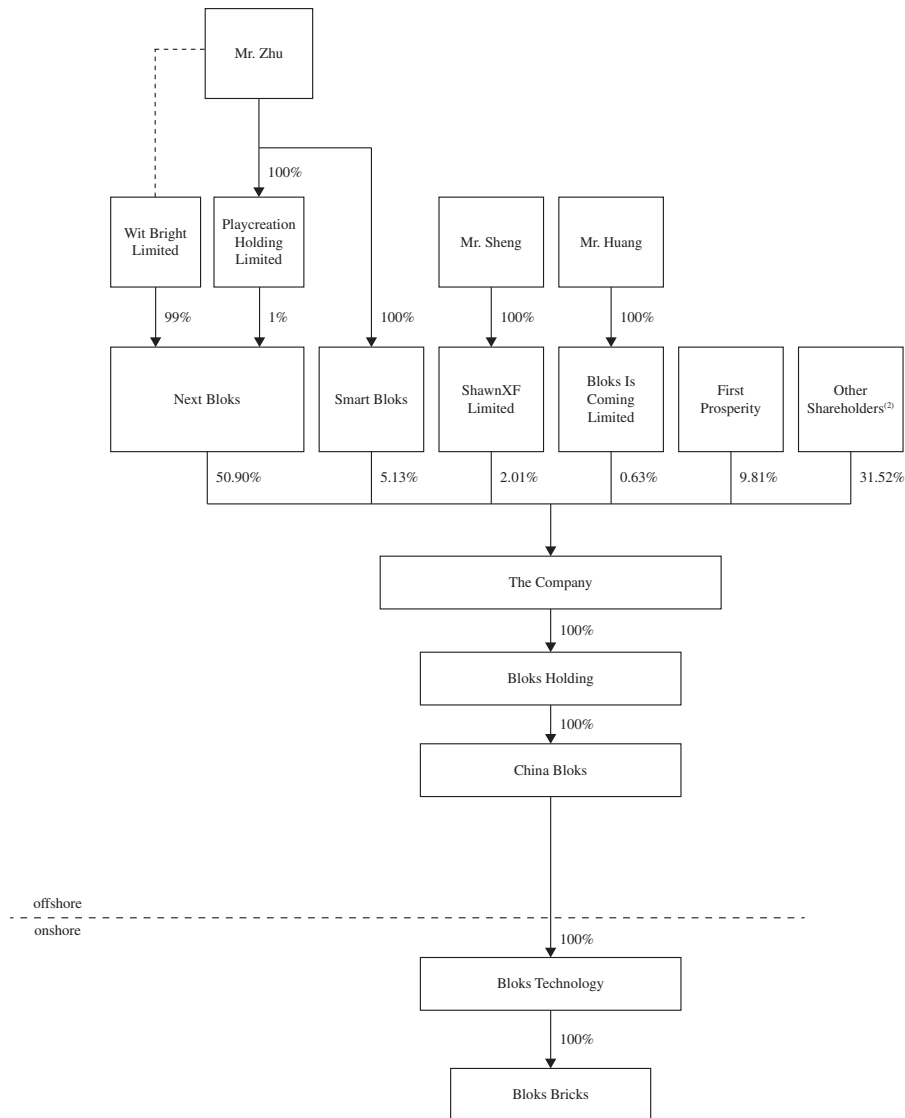 Mr. Zhu
100%
Wit Bright
Limited
Playcreation
Holding
Limited
Mr. Sheng
Mr. Huang
99%
1%
100%
100%
100%
Next Bloks
Smart Bloks
ShawnXF
Limited
Bloks Is
Coming
Limited
First
Prosperity
Other
Shareholders(2)
50.90%
5.13%
2.01%
0.63%
9.81%
31.52%
The Company
100%
Bloks Holding
100%
China Bloks
offshore
onshore
100%
Bloks Technology
100%
Bloks Bricks